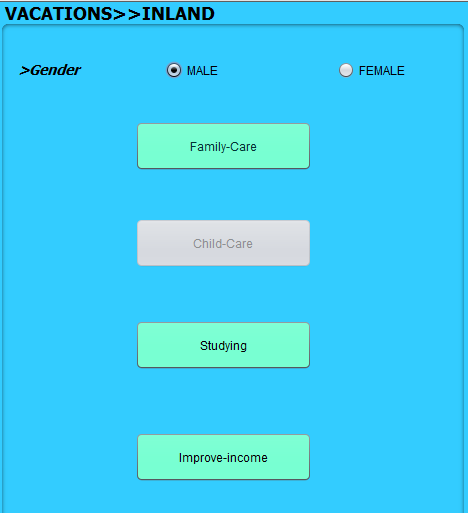 VACATIONS>>INLAND
>Gender MALE FEMALE
Family-Care
Child-Care
Studying
Improve-income